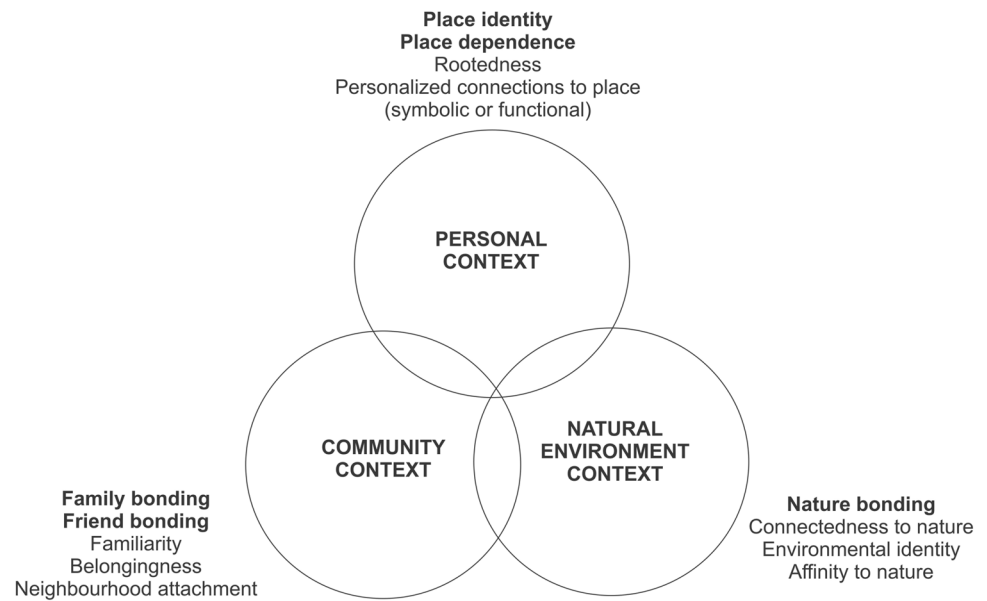 Place identity
Place dependence
Rootedness
Personalized connections to place
(symbolic or functional)
PERSONAL
CONTEXT
COMMUNITY
CONTEXT
NATURAL
ENVIRONMENT
CONTEXT
Family bonding
Friend bonding
Familiarity
Belongingness
Neighbourhood attachment
Nature bonding
Connectedness to nature
Environmental identity
Affinity to nature